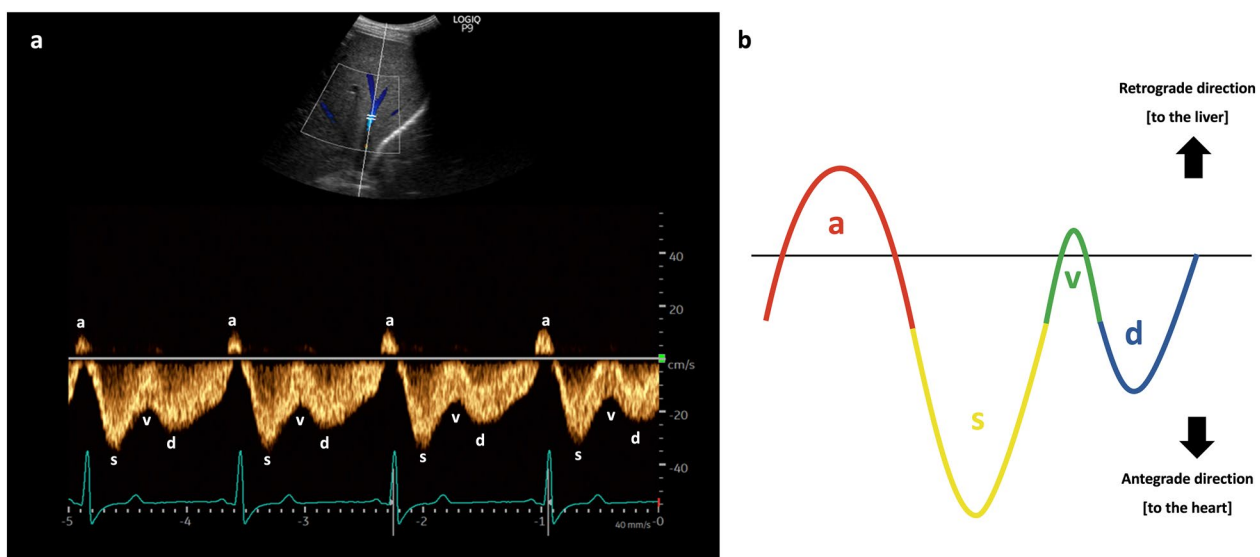 a
LOGIQ
P9
40
20
cm/s
-20
-40
a
a
a
a
v
v
v
v
s
d
s
d
s
d
s
d
-5
-4
-3
-2
-1
40 mm/s
-0
b
Retrograde direction
[to the liver]
a
v
d
s
Antegrade direction
[to the heart]